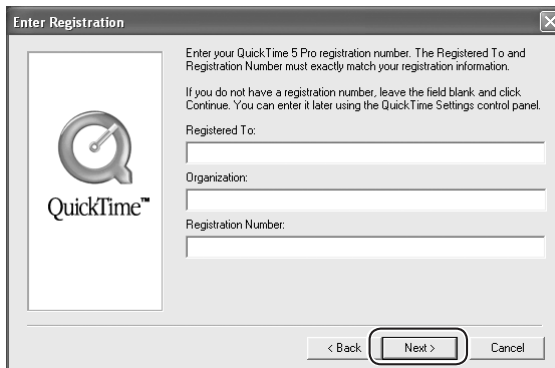 Enter Registration
Enter your QuickTime 5 Pro registration number. The Registered To and
Registration Number must exactly match your registration information.
If you do not have a registration number, leave the field blank and click
Continue. You can enter it later using the QuickTime Settings control panel.
Registered To:
Organization:
Registration Number:
QuickTime™
< Back
Next >
Cancel